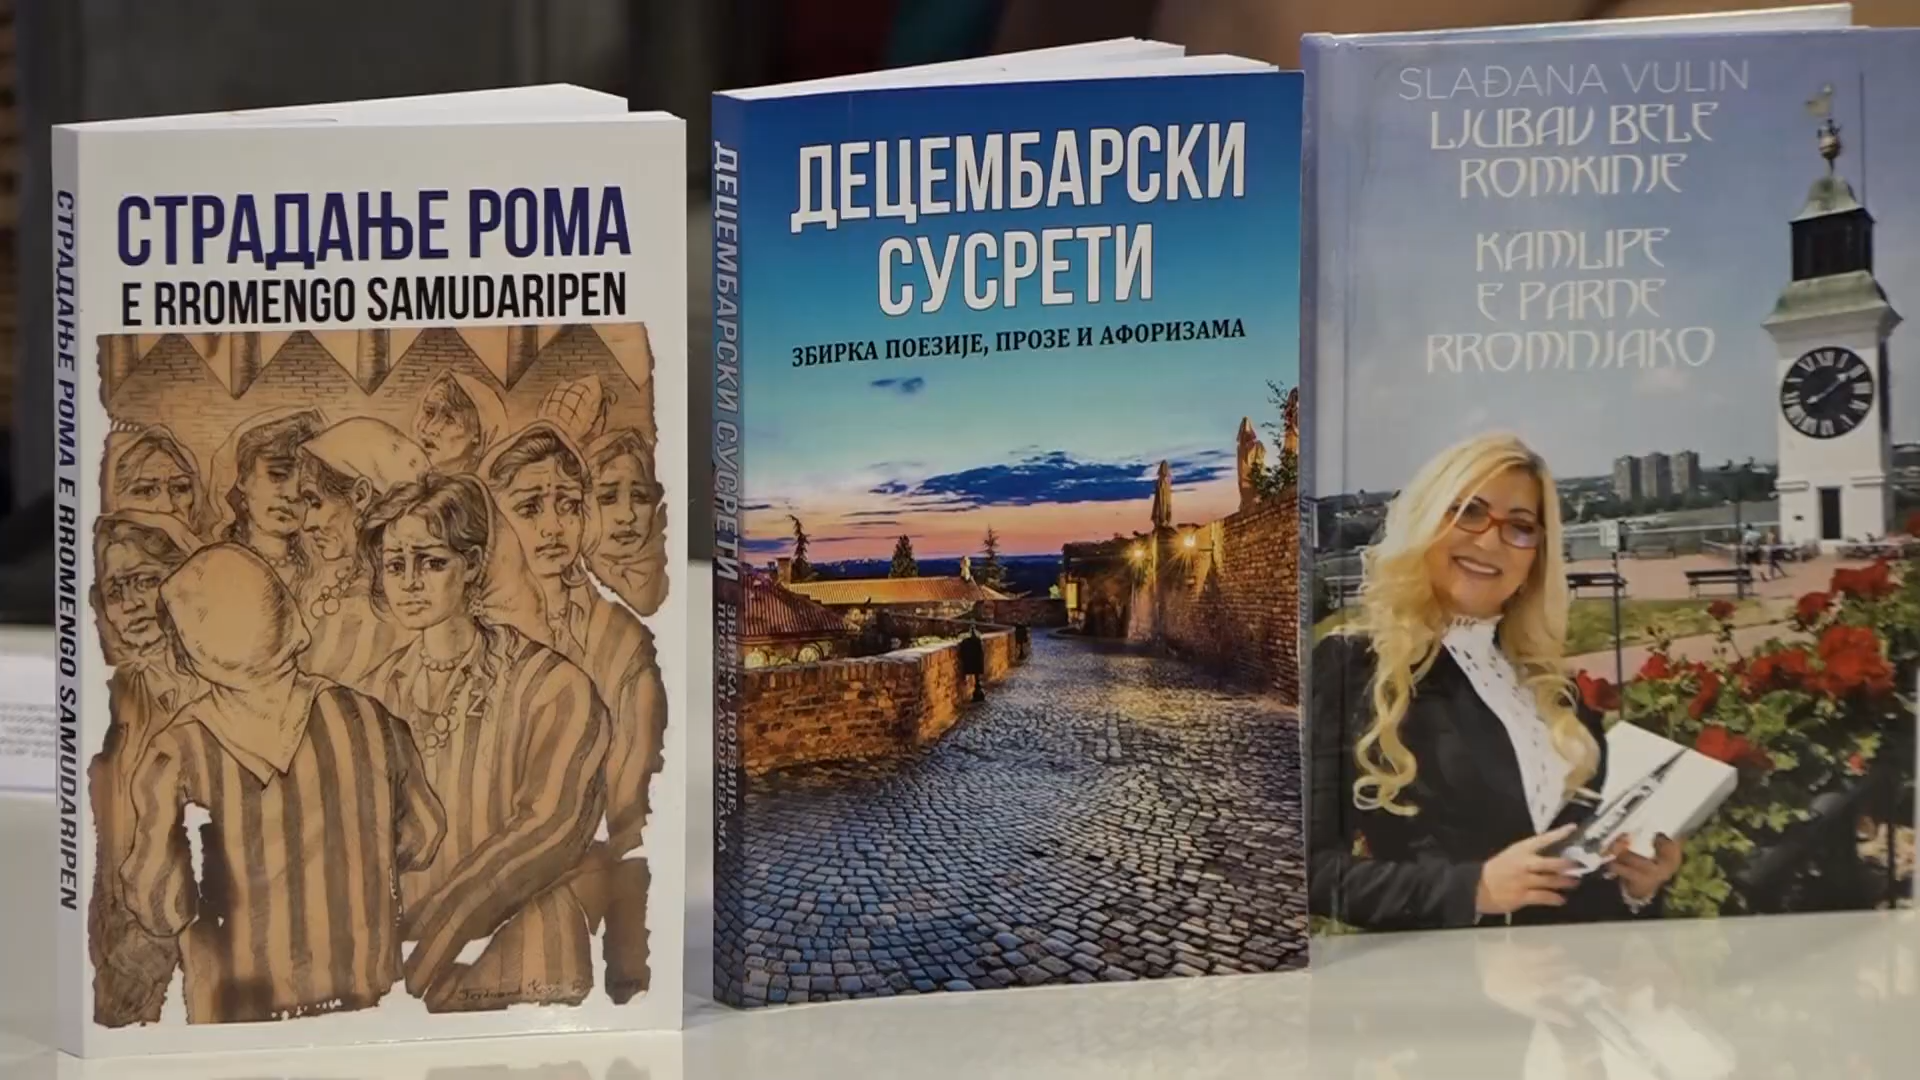 СТРАДАЊЕ РОМА
E RROMENGO SAMUDARIPEN
СТРАДАЊЕ РОМА E RROMENGO SAMUDARIPEN
ДЕЦЕМБАРСКИ
СУСРЕТИ
ЗБИРКА ПОЕЗИЈЕ, ПРОЗЕ И АФОРИЗАМА
ДЕЦЕМБАРСКИ СУСРЕТИ
ЗБИРКА ПОЕЗИЈЕ,
ПРОЗЕ И АФОРИЗАМА
SLAĐANA VULIN
LJUBAV BELE
ROMKINJE
KAMLIPE
E PARNE
RROMNJAKO